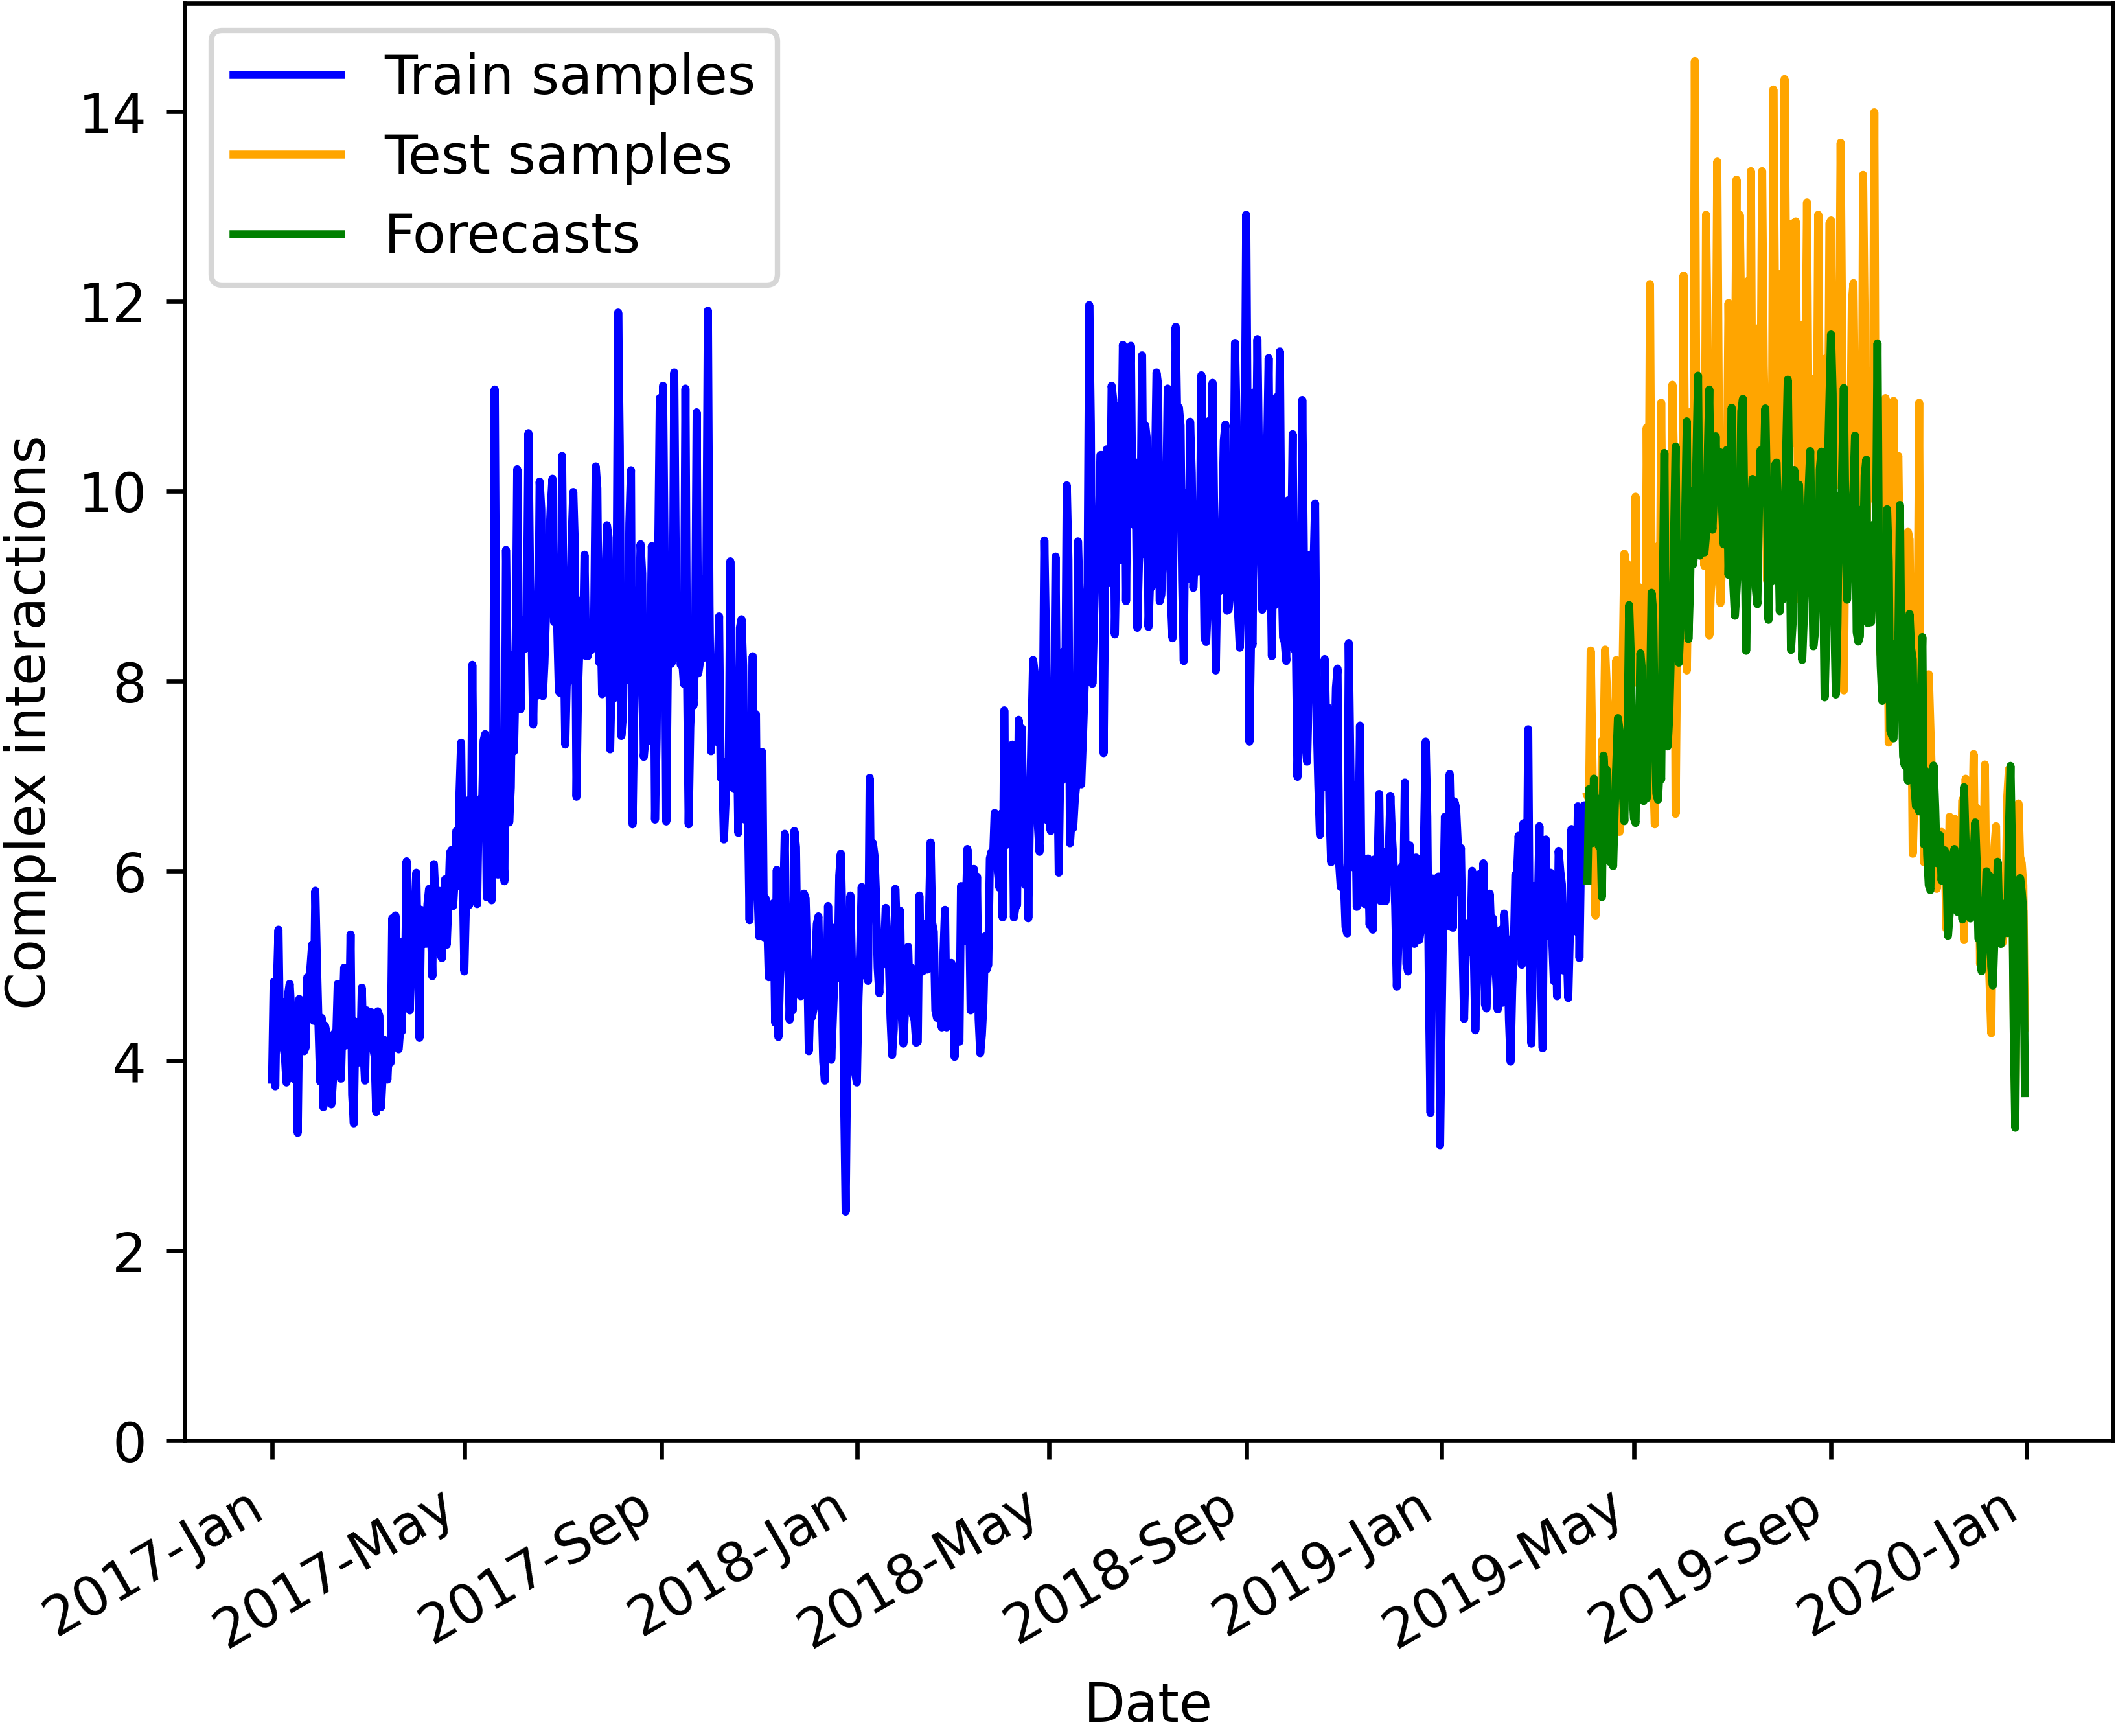 Train samples
Test samples
Forecasts
14
12
10
8
6
4
2
0
Complex interactions
2017-Jan
2017-May
2017-Sep
2018-Jan
2018-May
2018-Sep
2019-Jan
2019-May
2019-Sep
2020-Jan
Date